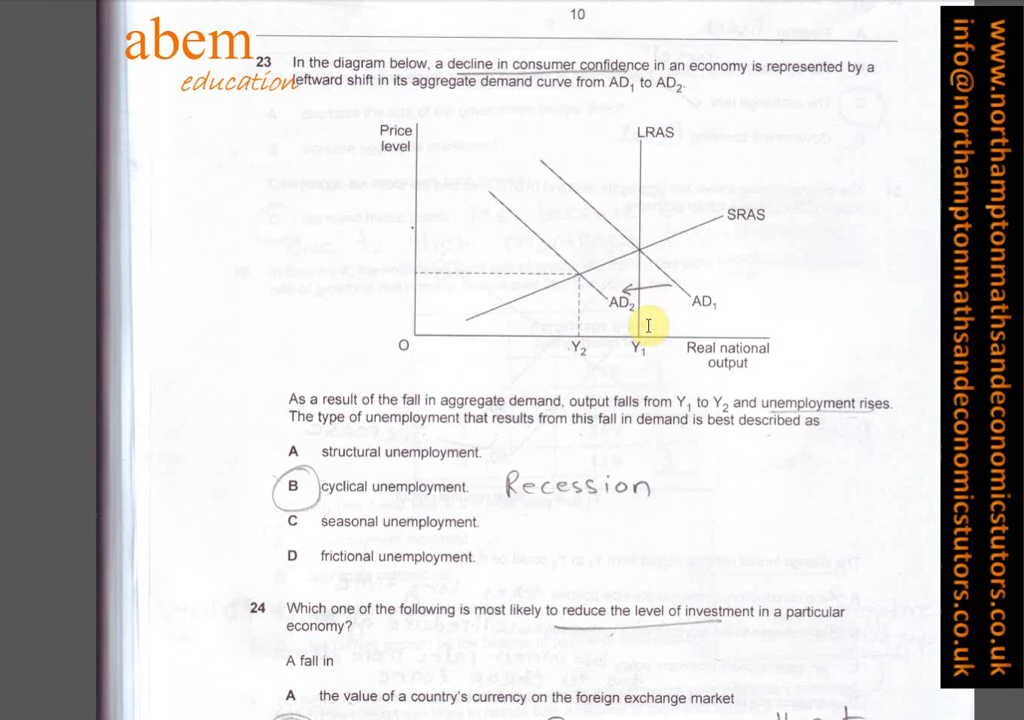 10
abem
education
23 In the diagram below, a decline in consumer confidence in an economy is represented by a
leftward shift in its aggregate demand curve from AD1 to AD2.
Price
level
LRAS
SRAS
AD2
AD1
O
Y2
Y1
Real national
output
As a result of the fall in aggregate demand, output falls from Y1 to Y2 and unemployment rises.
The type of unemployment that results from this fall in demand is best described as
A structural unemployment.
B cyclical unemployment. Recession
C seasonal unemployment.
D frictional unemployment.
24 Which one of the following is most likely to reduce the level of investment in a particular
economy?
A fall in
A the value of a country's currency on the foreign exchange market
www.northamptonmathsandeconomicstutors.co.uk
info@northamptonmathsandeconomicstutors.co.uk